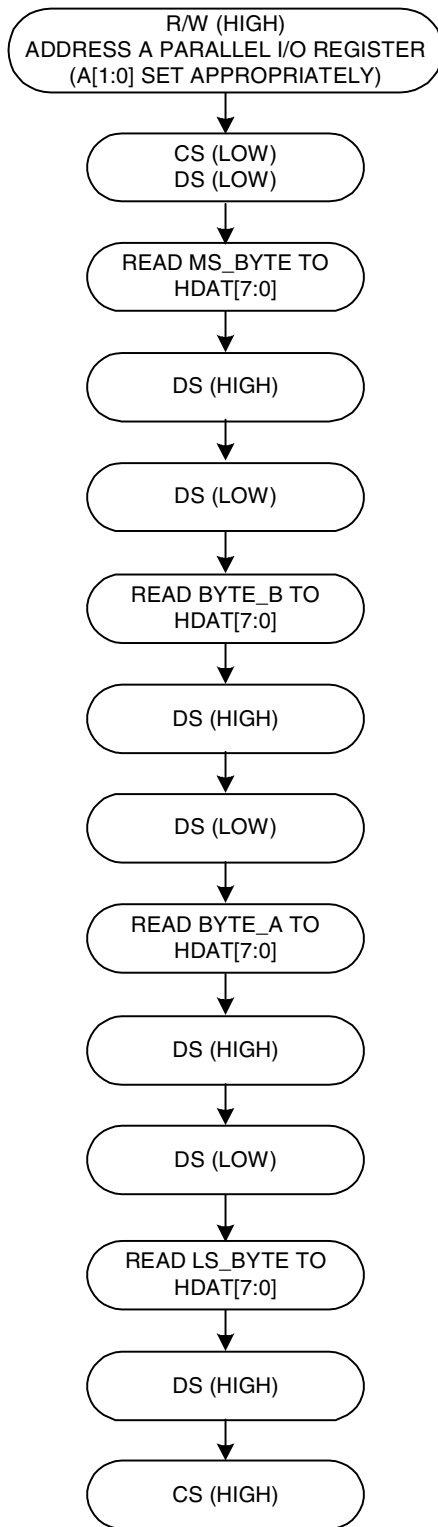 R/W (HIGH)
ADDRESS A PARALLEL I/O REGISTER
(A[1:0] SET APPROPRIATELY)
CS (LOW)
DS (LOW)
READ MS_BYTE TO
HDAT[7:0]
DS (HIGH)
DS (LOW)
READ BYTE_B TO
HDAT[7:0]
DS (HIGH)
DS (LOW)
READ BYTE_A TO
HDAT[7:0]
DS (HIGH)
DS (LOW)
READ LS_BYTE TO
HDAT[7:0]
DS (HIGH)
CS (HIGH)